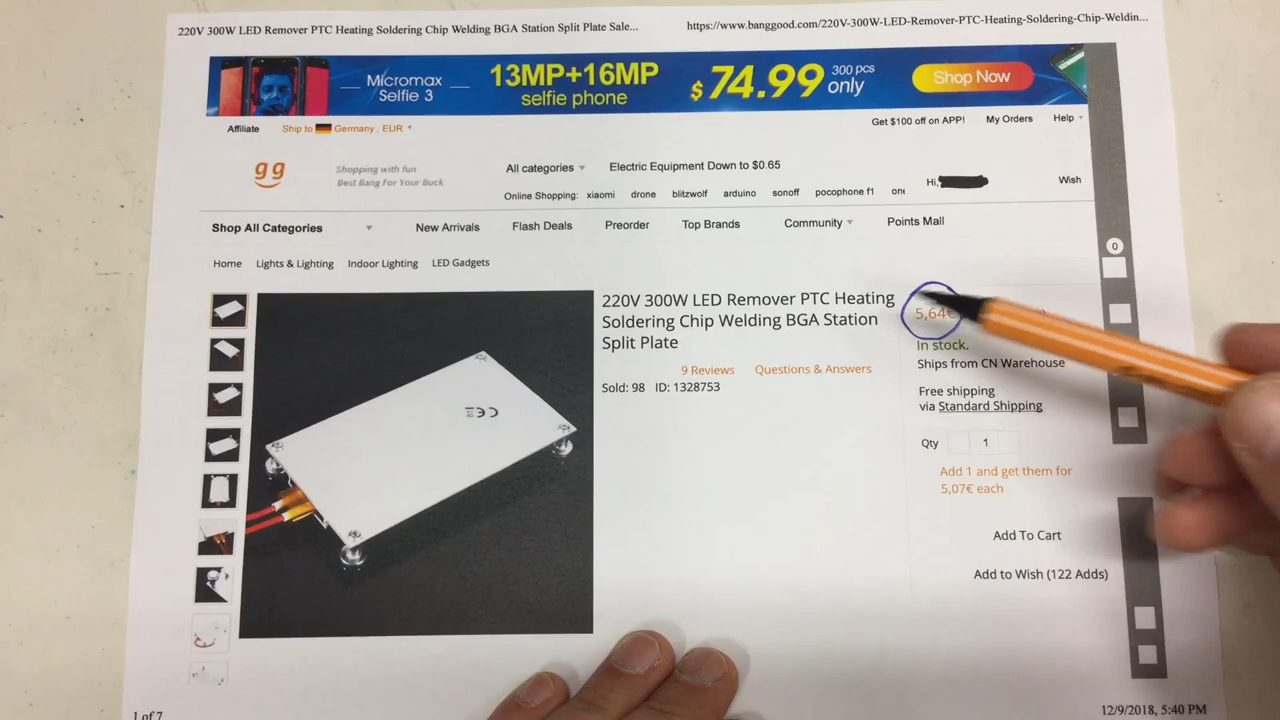 220V 300W LED Remover PTC Heating Soldering Chip Welding BGA Station Split Plate Sale...
https://www.banggood.com/220V-300W-LED-Remover-PTC-Heating-Soldering-Chip-Weldin...
Micromax
Selfie 3
13MP+16MP
selfie phone
$74.99
300 pcs
only
Shop Now
Affiliate
Ship to Germany , EUR
Get $100 off on APP!
My Orders
Help
gg
Shopping with fun
Best Bang For Your Buck
All categories
Electric Equipment Down to $0.65
Online Shopping: xiaomi drone blitzwolf arduino sonoff pocophone f1 one
Hi,
Wish
Shop All Categories
New Arrivals
Flash Deals
Preorder
Top Brands
Community
Points Mall
0
Home Lights & Lighting Indoor Lighting LED Gadgets
220V 300W LED Remover PTC Heating
Soldering Chip Welding BGA Station
Split Plate
9 Reviews
Questions & Answers
Sold: 98 ID: 1328753
5,64€
In stock.
Ships from CN Warehouse
Free shipping
via Standard Shipping
Qty 1
Add 1 and get them for
5,07€ each
Add To Cart
Add to Wish (122 Adds)
CE
1 of 7
12/9/2018, 5:40 PM